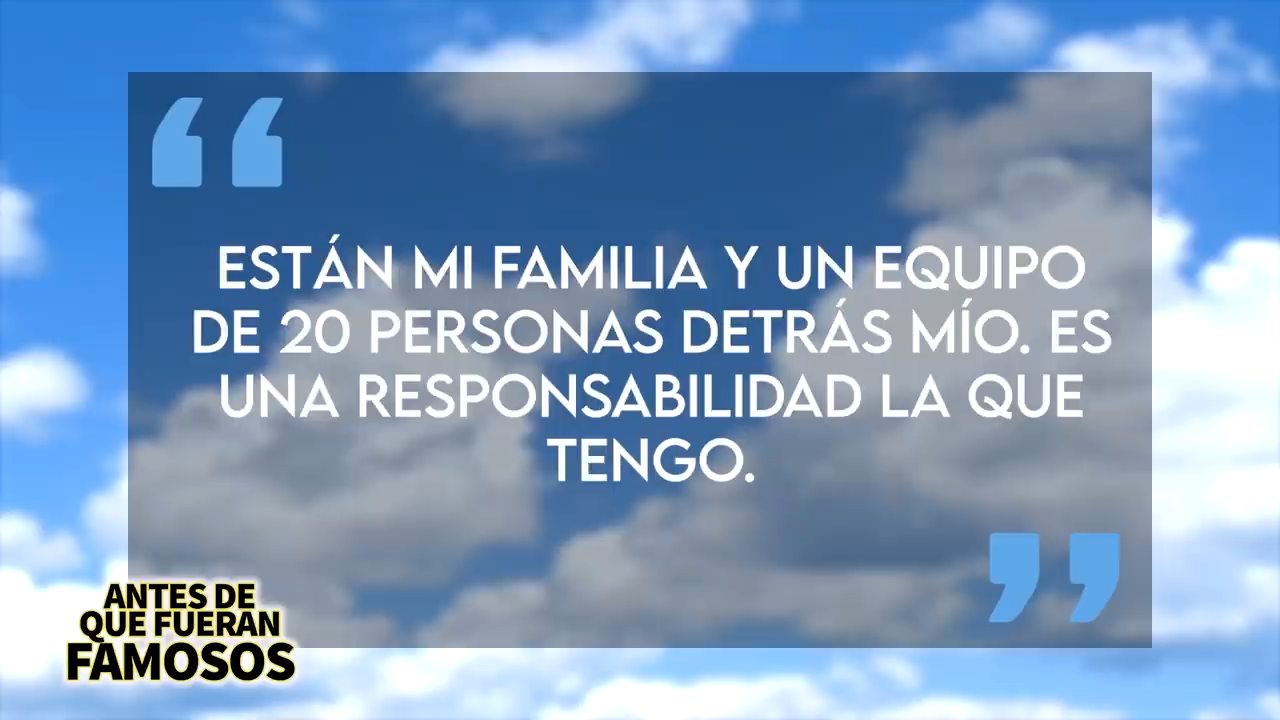 “
ESTÁN MI FAMILIA Y UN EQUIPO
DE 20 PERSONAS DETRÁS MÍO. ES
UNA RESPONSABILIDAD LA QUE
TENGO.
”
ANTES DE
QUE FUERAN
FAMOSOS